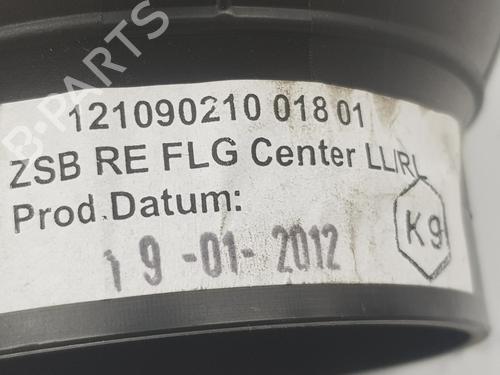 B-PARTS
121090210 018 01
ZSB RE FLG Center LL/RL
Prod.Datum:
19-01-2012
K9